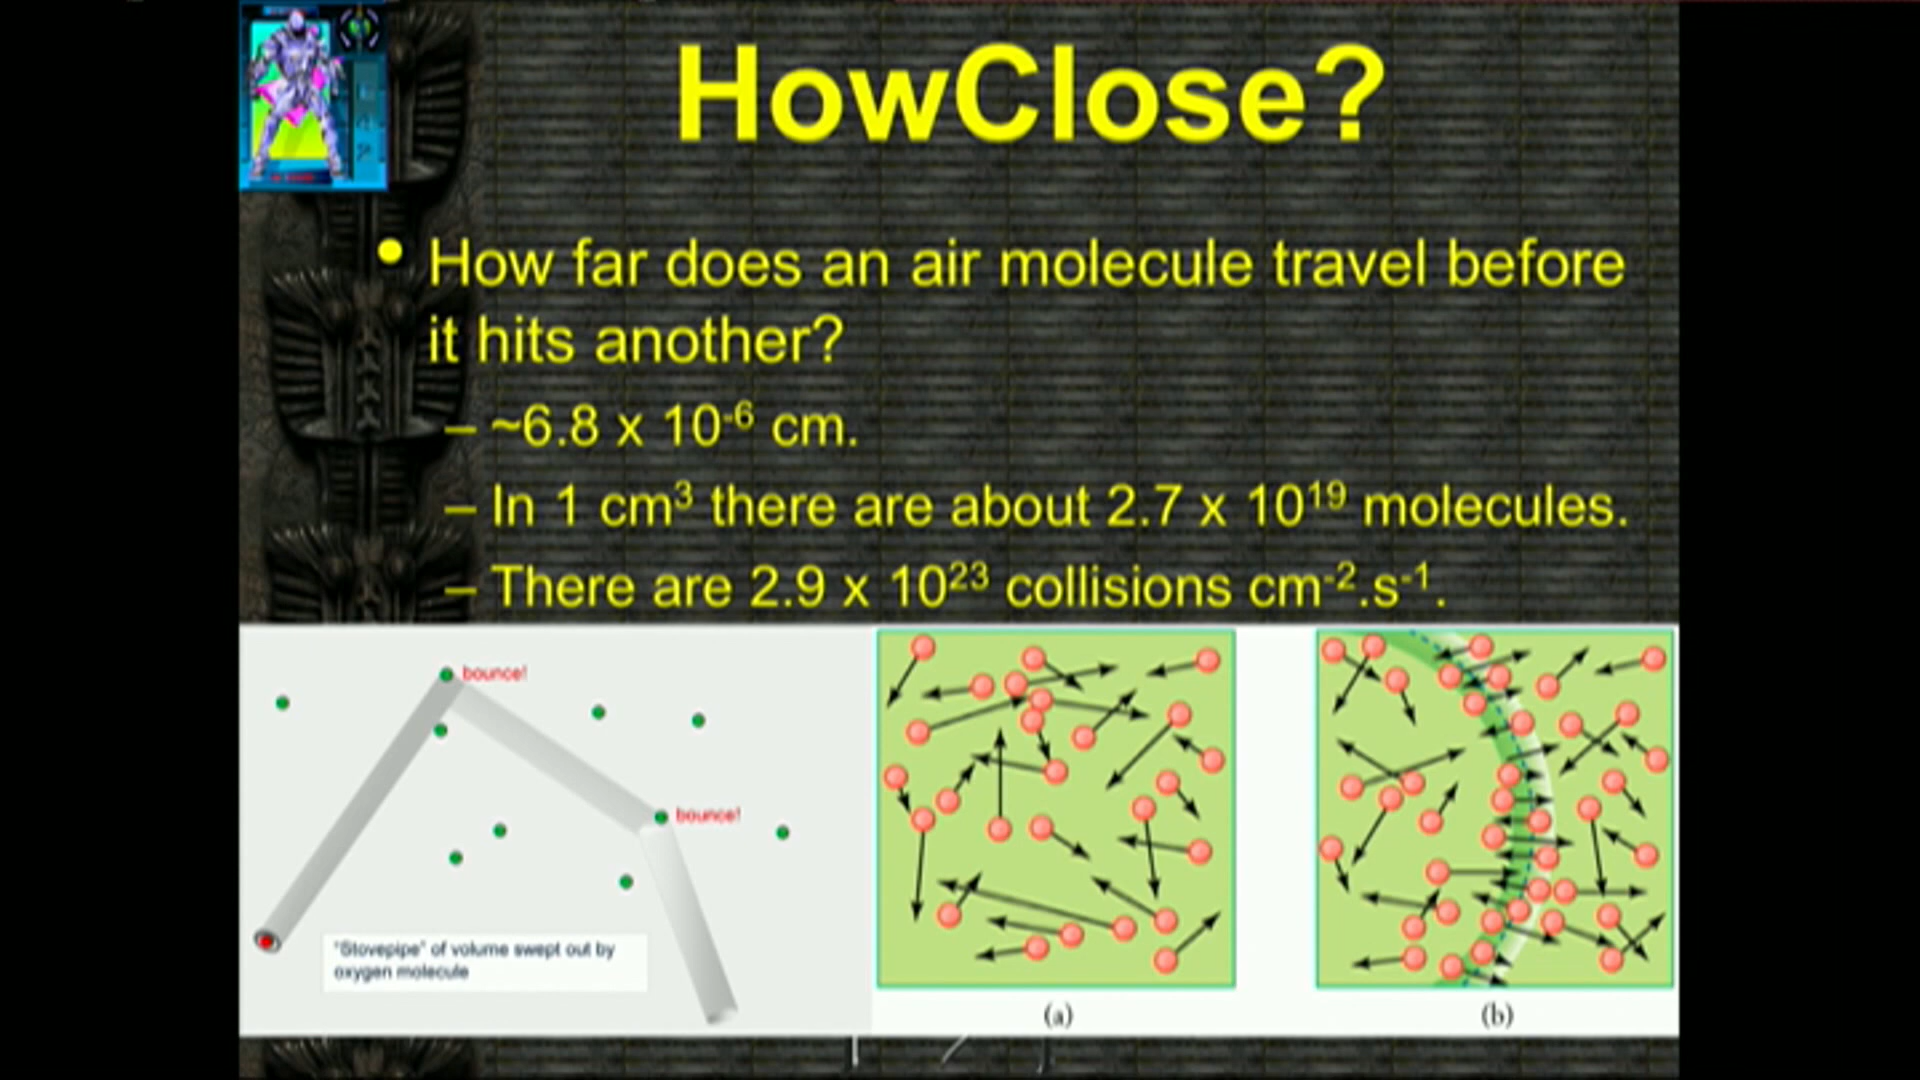 HowClose?
• How far does an air molecule travel before
it hits another?
– ~6.8 x 10⁻⁶ cm.
– In 1 cm³ there are about 2.7 x 10¹⁹ molecules.
– There are 2.9 x 10²³ collisions cm⁻².s⁻¹.
bounce!
bounce!
"Stovepipe" of volume swept out by
oxygen molecule
(a)
(b)